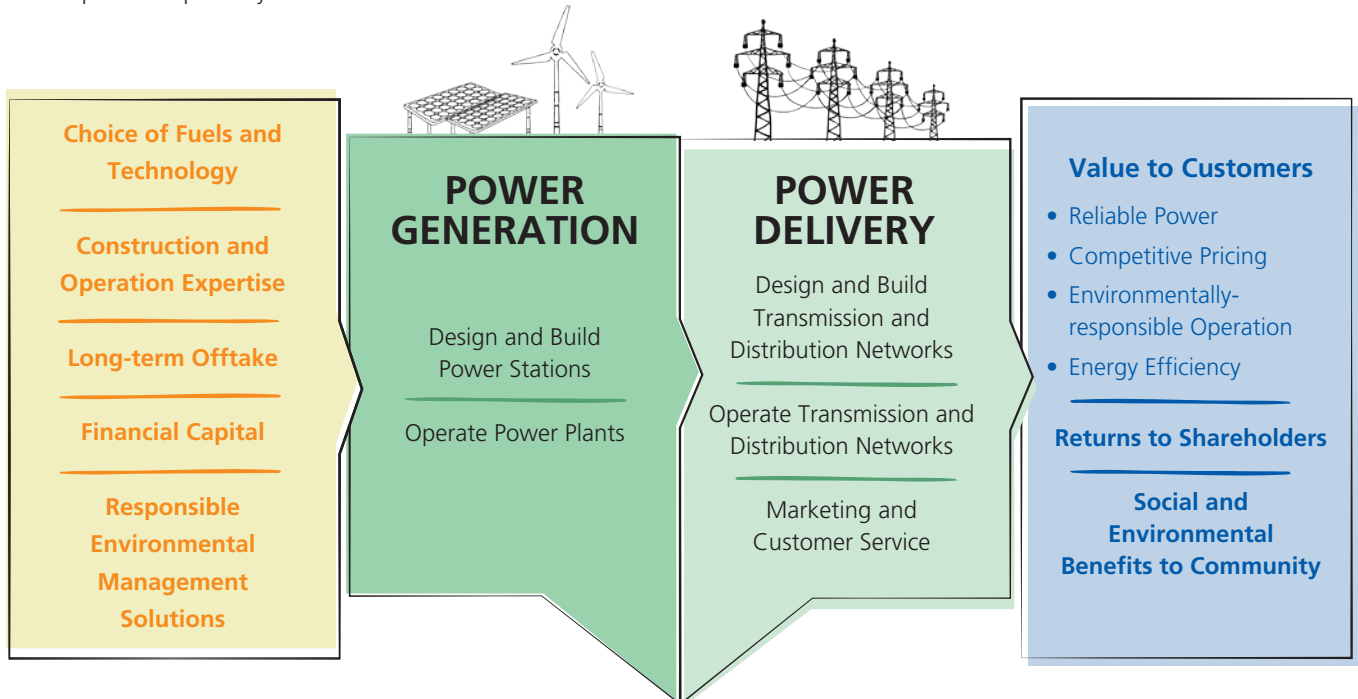 Choice of Fuels and
Technology
Construction and
Operation Expertise
Long-term Offtake
Financial Capital
Responsible
Environmental
Management
Solutions
POWER
GENERATION
Design and Build
Power Stations
Operate Power Plants
POWER
DELIVERY
Design and Build
Transmission and
Distribution Networks
Operate Transmission and
Distribution Networks
Marketing and
Customer Service
Value to Customers
• Reliable Power
• Competitive Pricing
• Environmentally-
responsible Operation
• Energy Efficiency
Returns to Shareholders
Social and
Environmental
Benefits to Community